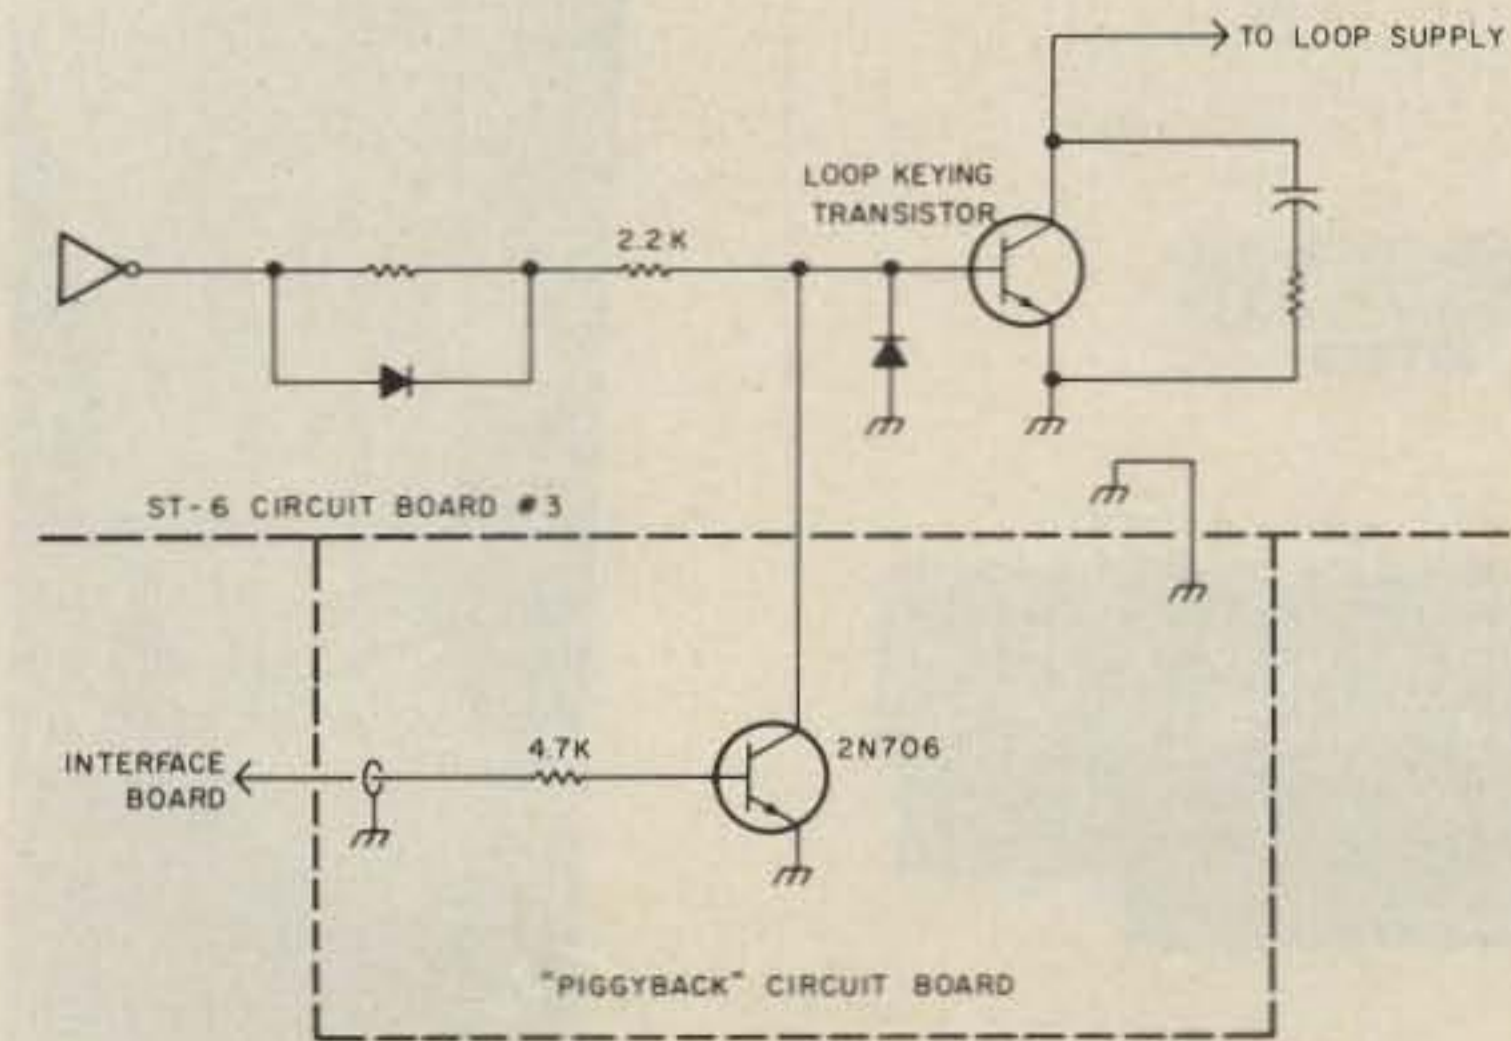 TO LOOP SUPPLY
LOOP KEYING
TRANSISTOR
2.2K
ST-6 CIRCUIT BOARD #3
INTERFACE
BOARD
4.7K
2N706
"PIGGYBACK" CIRCUIT BOARD